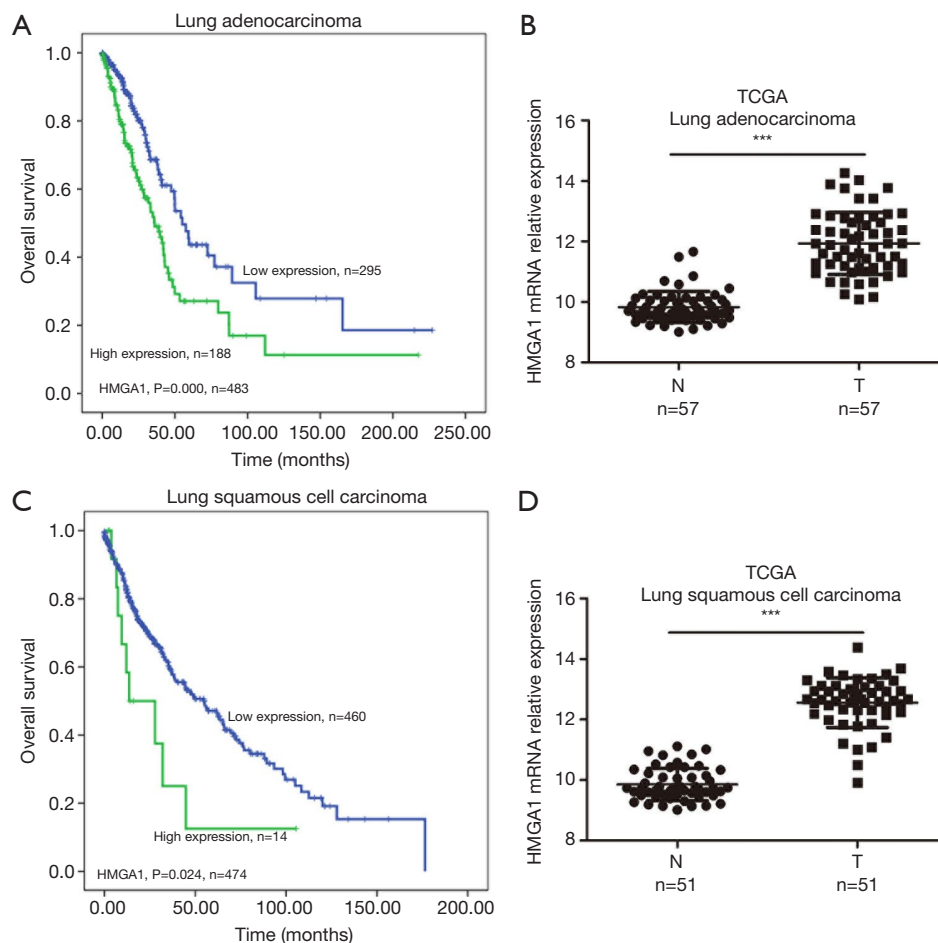 A
Lung adenocarcinoma
1.0
0.8
0.6
0.4
0.2
0.0
Overall survival
Low expression, n=295
High expression, n=188
HMGA1, P=0.000, n=483
0.00 50.00 100.00 150.00 200.00 250.00
Time (months)
B
TCGA
Lung adenocarcinoma
***
16
14
12
10
8
HMGA1 mRNA relative expression
N T
n=57 n=57
C
Lung squamous cell carcinoma
1.0
0.8
0.6
0.4
0.2
0.0
Overall survival
Low expression, n=460
High expression, n=14
HMGA1, P=0.024, n=474
0.00 50.00 100.00 150.00 200.00
Time (months)
D
TCGA
Lung squamous cell carcinoma
***
16
14
12
10
8
HMGA1 mRNA relative expression
N T
n=51 n=51